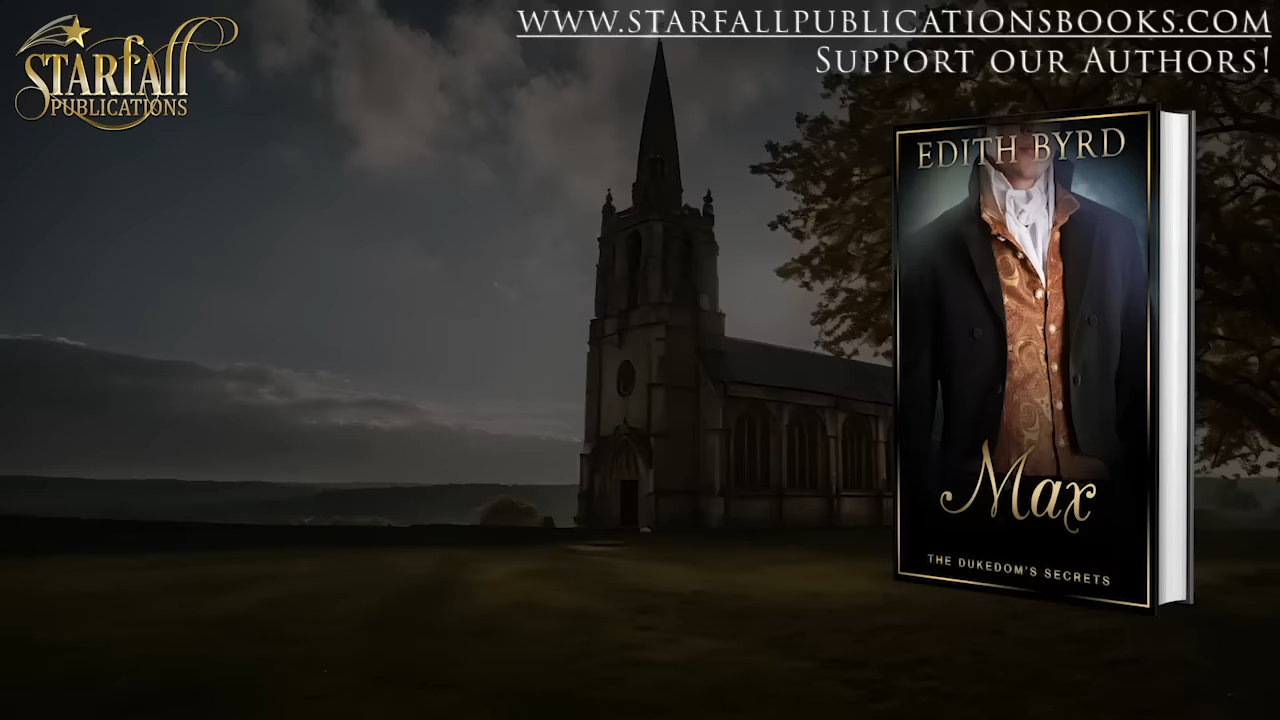 STARfall
PUBLICATIONS
WWW.STARFALLPUBLICATIONSBOOKS.COM
SUPPORT OUR AUTHORS!
EDITH BYRD
Max
THE DUKEDOM'S SECRETS